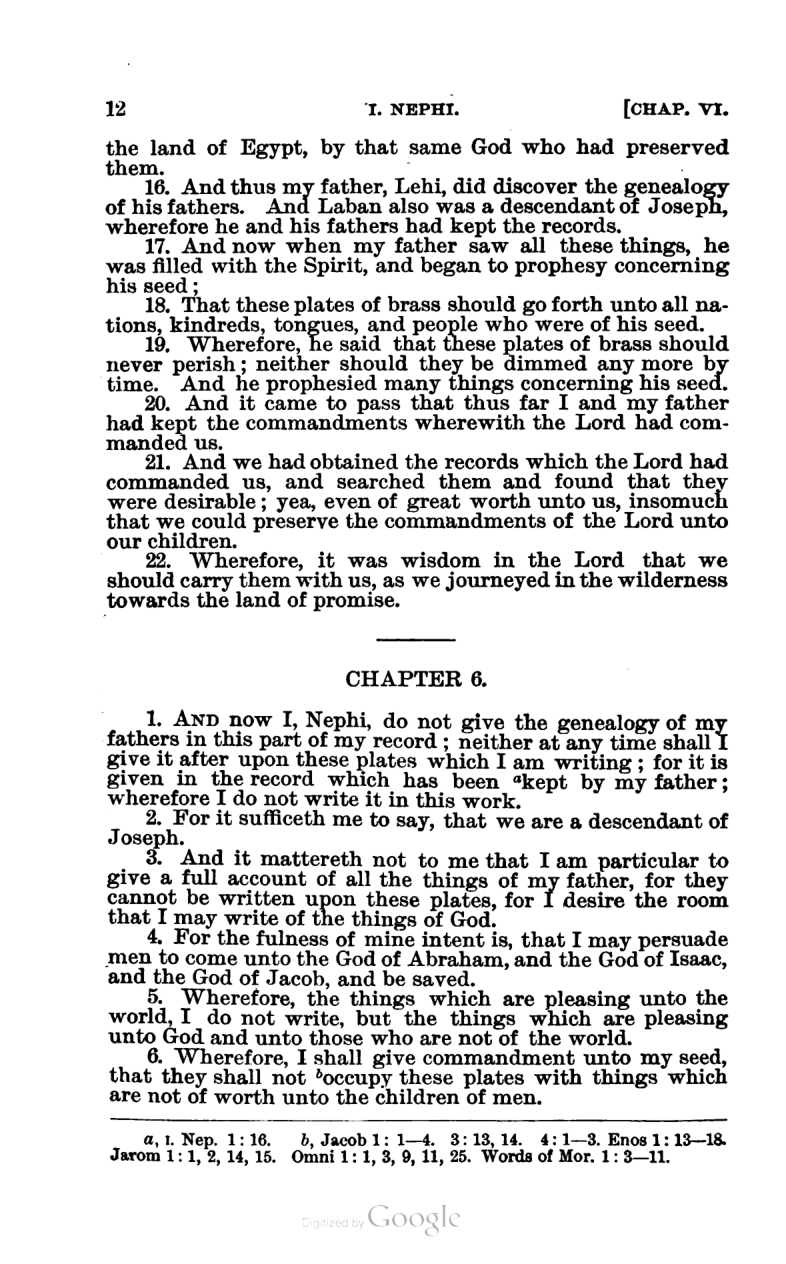 12 I. NEPHI. [CHAP. VI.
the land of Egypt, by that same God who had preserved
them.
16. And thus my father, Lehi, did discover the genealogy
of his fathers. And Laban also was a descendant of Joseph,
wherefore he and his fathers had kept the records.
17. And now when my father saw all these things, he
was filled with the Spirit, and began to prophesy concerning
his seed;
18. That these plates of brass should go forth unto all na-
tions, kindreds, tongues, and people who were of his seed.
19. Wherefore, he said that these plates of brass should
never perish; neither should they be dimmed any more by
time. And he prophesied many things concerning his seed.
20. And it came to pass that thus far I and my father
had kept the commandments wherewith the Lord had com-
manded us.
21. And we had obtained the records which the Lord had
commanded us, and searched them and found that they
were desirable; yea, even of great worth unto us, insomuch
that we could preserve the commandments of the Lord unto
our children.
22. Wherefore, it was wisdom in the Lord that we
should carry them with us, as we journeyed in the wilderness
towards the land of promise.
CHAPTER 6.
1. AND now I, Nephi, do not give the genealogy of my
fathers in this part of my record; neither at any time shall I
give it after upon these plates which I am writing; for it is
given in the record which has been ᵃkept by my father;
wherefore I do not write it in this work.
2. For it sufficeth me to say, that we are a descendant of
Joseph.
3. And it mattereth not to me that I am particular to
give a full account of all the things of my father, for they
cannot be written upon these plates, for I desire the room
that I may write of the things of God.
4. For the fulness of mine intent is, that I may persuade
men to come unto the God of Abraham, and the God of Isaac,
and the God of Jacob, and be saved.
5. Wherefore, the things which are pleasing unto the
world, I do not write, but the things which are pleasing
unto God and unto those who are not of the world.
6. Wherefore, I shall give commandment unto my seed,
that they shall not ᵇoccupy these plates with things which
are not of worth unto the children of men.
a, I. Nep. 1: 16. b, Jacob 1: 1—4. 3: 13, 14. 4: 1—3. Enos 1: 13—18.
Jarom 1: 1, 2, 14, 15. Omni 1: 1, 3, 9, 11, 25. Words of Mor. 1: 3—11.
Digitized by Google